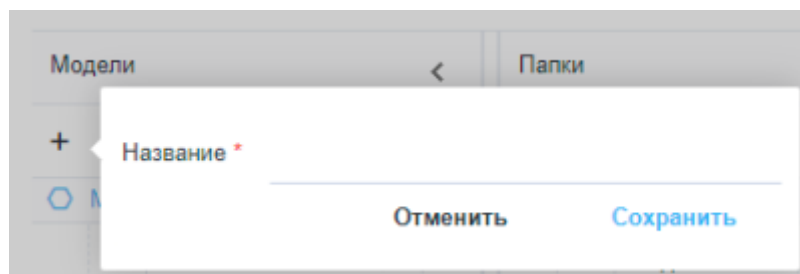 Модели < Папки
+ Название *
М
Отменить Сохранить